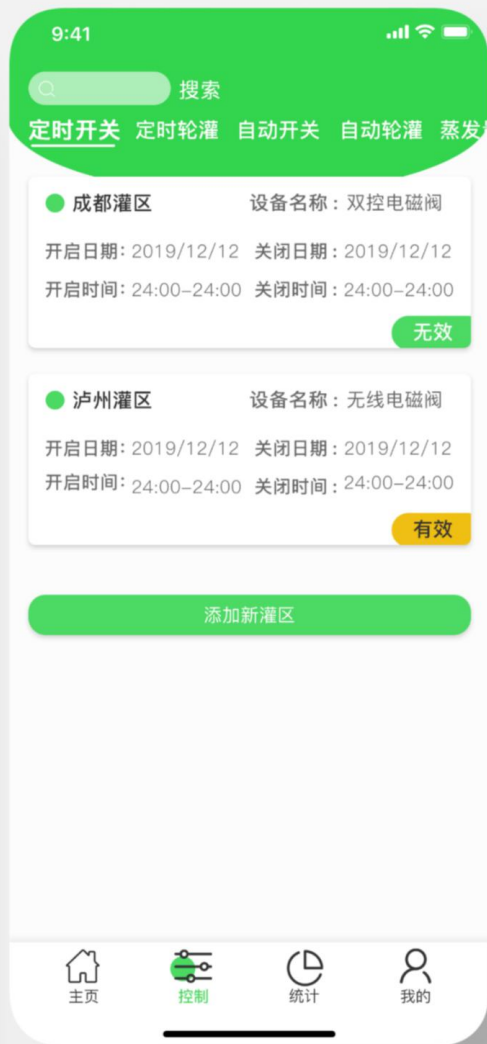 9:41
搜索
定时开关 定时轮灌 自动开关 自动轮灌 蒸发
成都灌区 设备名称：双控电磁阀
开启日期：2019/12/12 关闭日期：2019/12/12
开启时间：24:00-24:00 关闭时间：24:00-24:00
无效
泸州灌区 设备名称：无线电磁阀
开启日期：2019/12/12 关闭日期：2019/12/12
开启时间：24:00-24:00 关闭时间：24:00-24:00
有效
添加新灌区
主页 控制 统计 我的